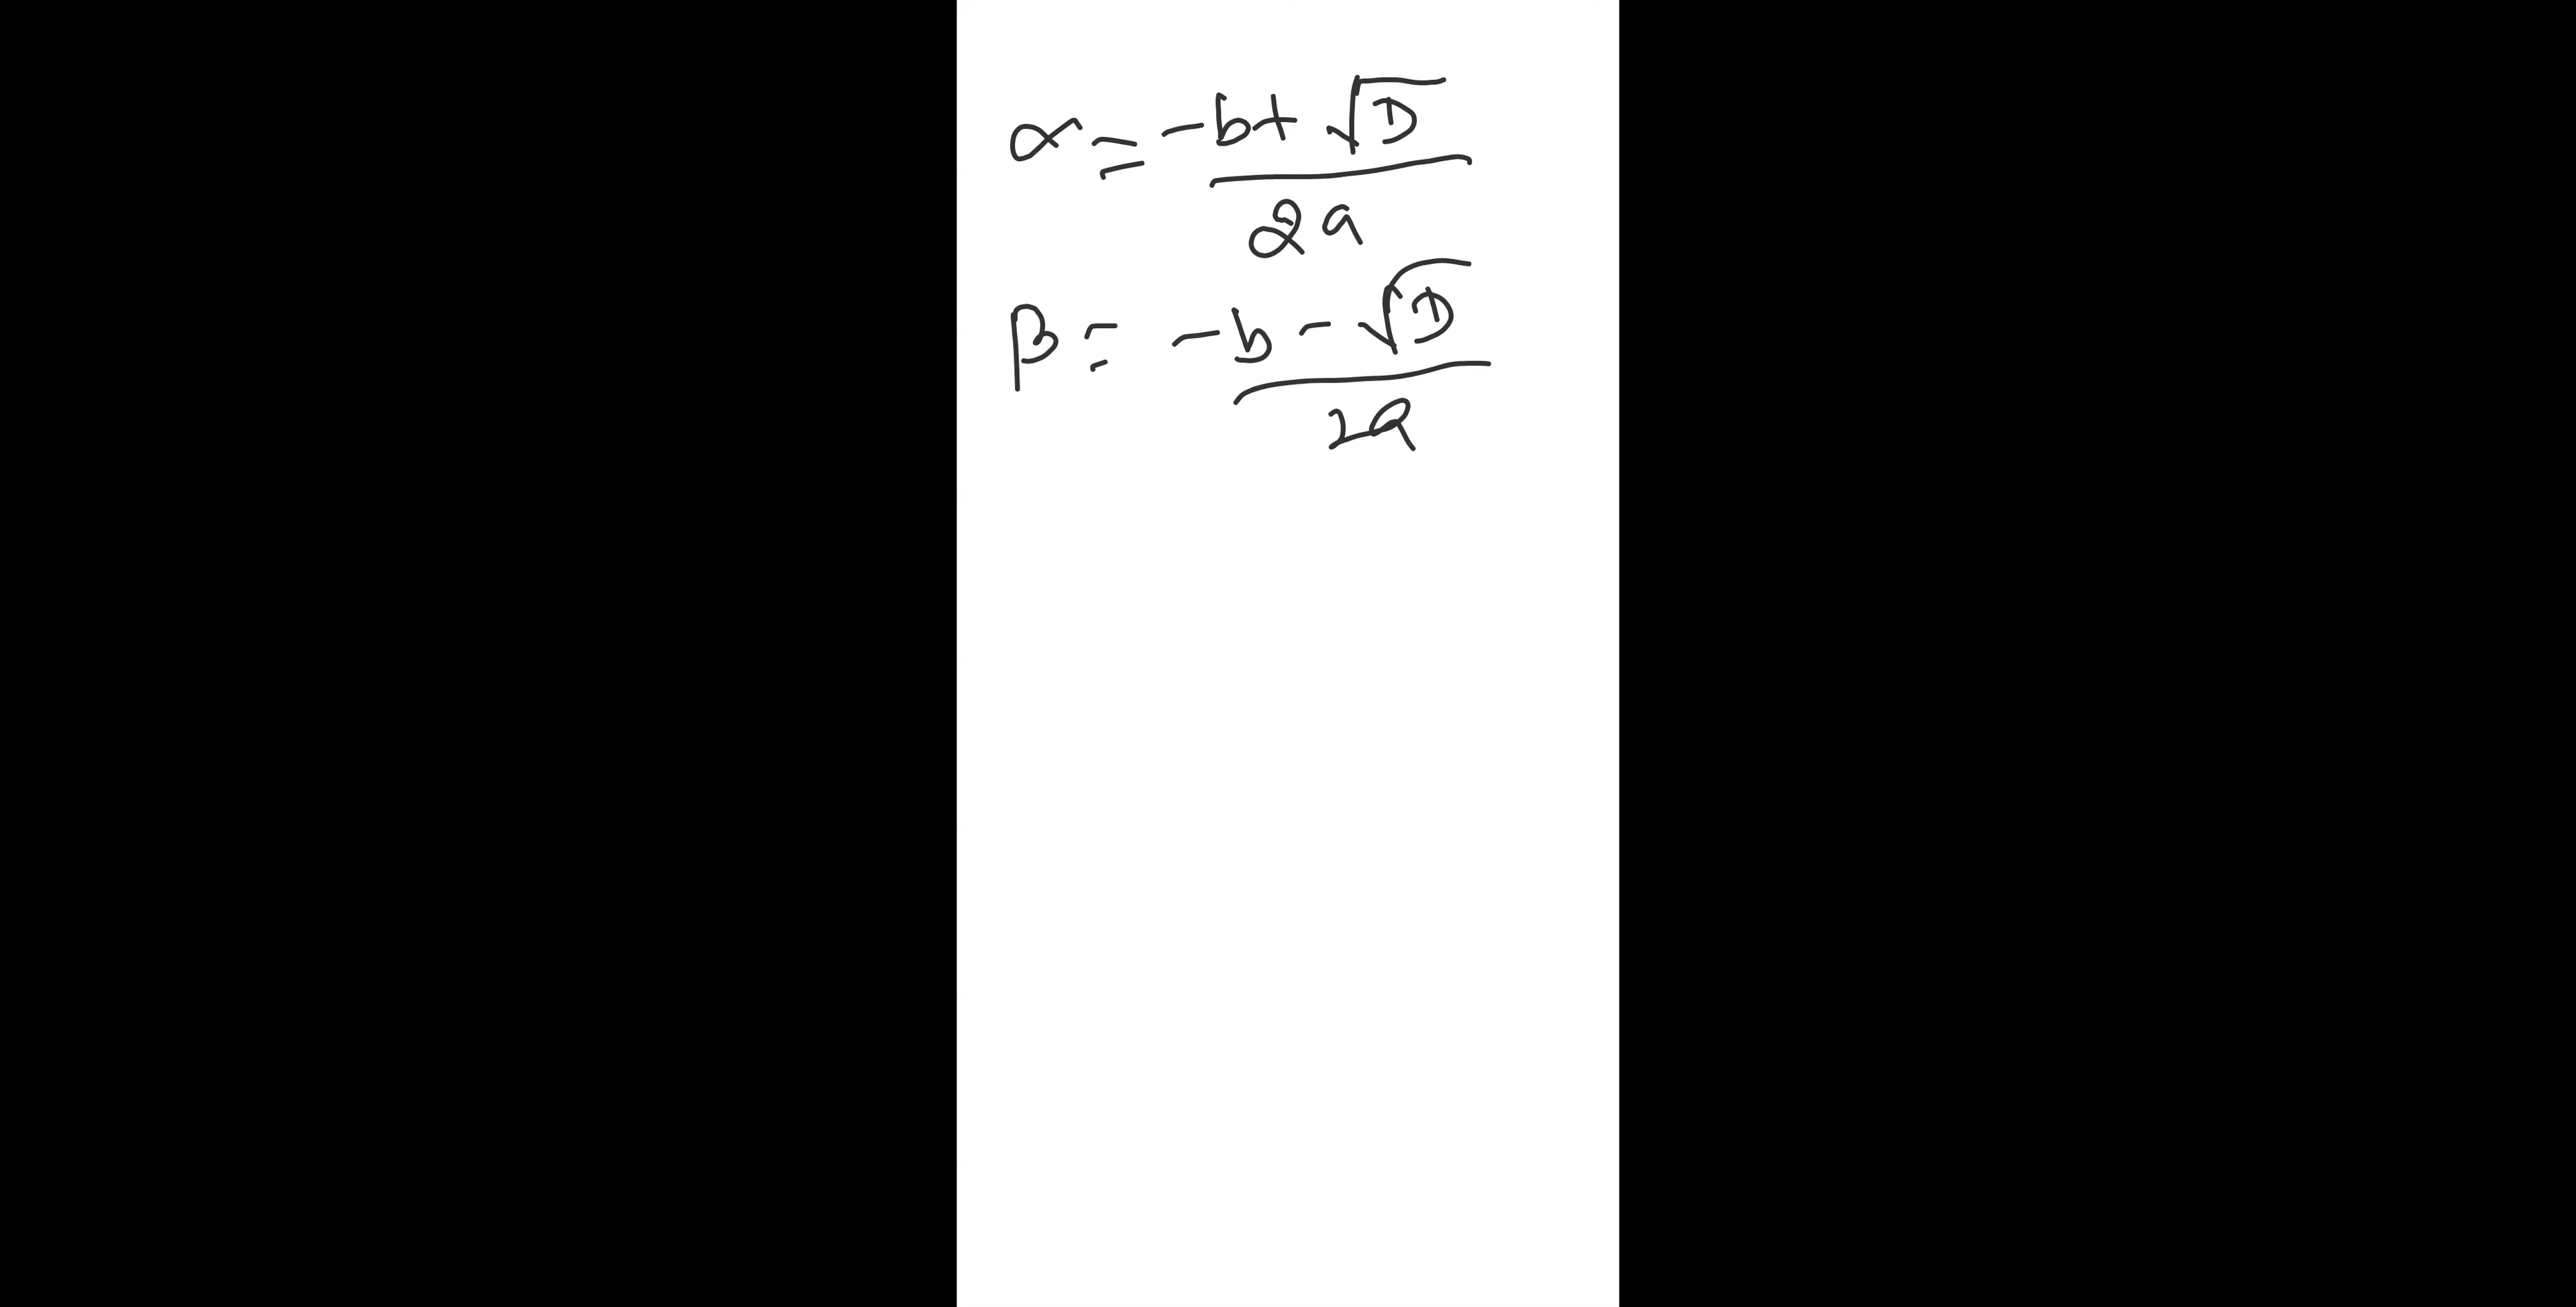 α = -b + √D / 2a
β = -b - √D / 2a